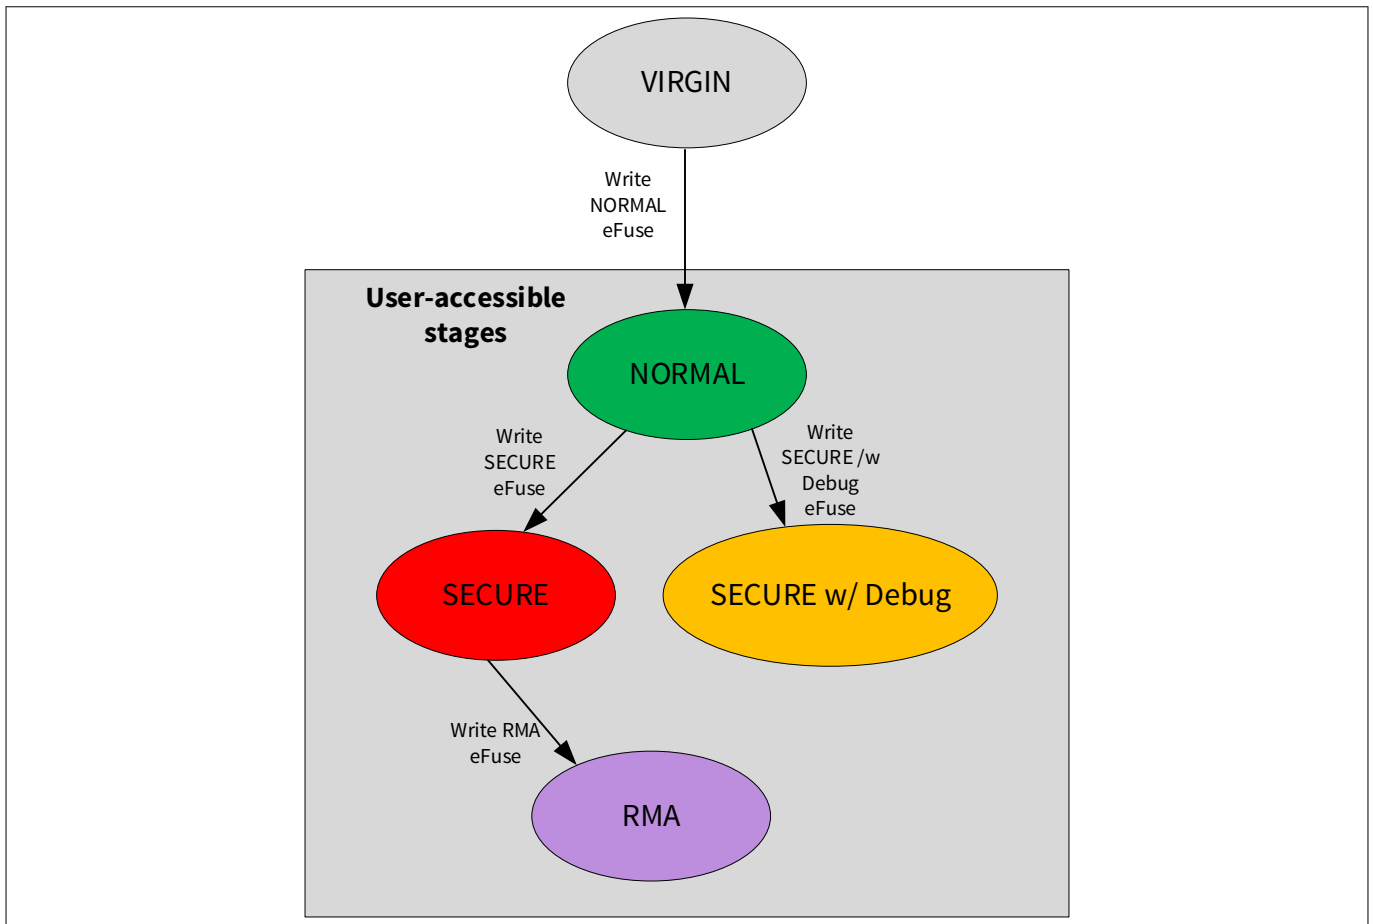 VIRGIN
Write
NORMAL
eFuse
User-accessible
stages
NORMAL
Write
SECURE
eFuse
Write
SECURE /w
Debug
eFuse
SECURE
SECURE w/ Debug
Write RMA
eFuse
RMA